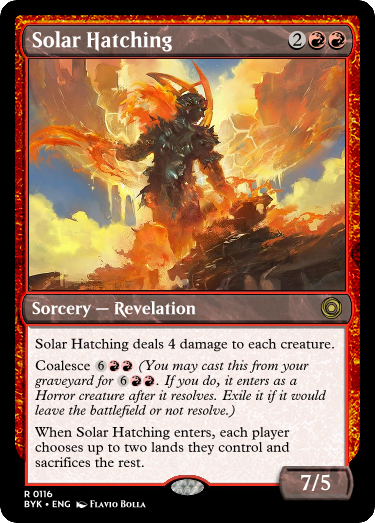 Solar Hatching 2
Sorcery — Revelation
Solar Hatching deals 4 damage to each creature.
Coalesce 6 (You may cast this from your
graveyard for 6. If you do, it enters as a
Horror creature after it resolves. Exile it if it would
leave the battlefield or not resolve.)
When Solar Hatching enters, each player
chooses up to two lands they control and
sacrifices the rest.
7/5
R 0116
BYK • ENG Flavio Bolla